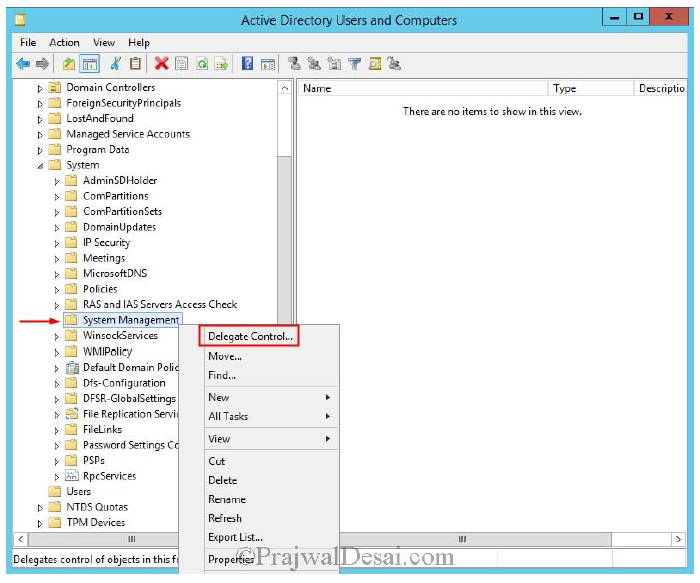 Active Directory Users and Computers
File Action View Help
Domain Controllers
ForeignSecurityPrincipals
LostAndFound
Managed Service Accounts
Program Data
System
AdminSDHolder
ComPartitions
ComPartitionSets
DomainUpdates
IP Security
Meetings
MicrosoftDNS
Policies
RAS and IAS Servers Access Check
System Management
WinsockServices
WMIPolicy
Default Domain Polic
Dfs-Configuration
DFSR-GlobalSettings
File Replication Servi
FileLinks
Password Settings Co
PSPs
RpcServices
Users
NTDS Quotas
TPM Devices
Name Type Descriptio
There are no items to show in this view.
Delegate Control...
Move...
Find...
New
All Tasks
View
Cut
Delete
Rename
Refresh
Export List...
Properties
Delegates control of objects in this f
©PrajwalDesai.com